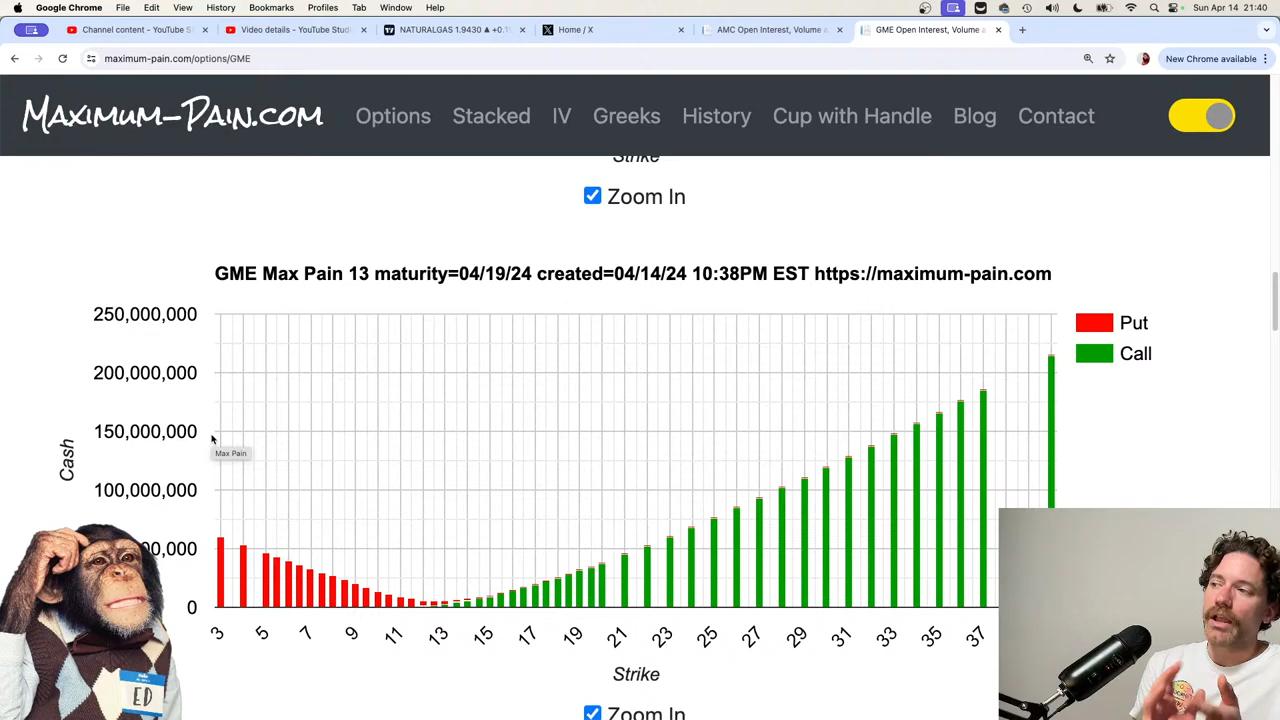 Google Chrome File Edit View History Bookmarks Profiles Tab Window Help Sun Apr 14 21:40
Channel content - YouTube S Video details - YouTube Studi NATURALGAS 1.9430 ▲ +0.1 Home / X AMC Open Interest, Volume a GME Open Interest, Volume a
maximum-pain.com/options/GME New Chrome available
Maximum-Pain.com Options Stacked IV Greeks History Cup with Handle Blog Contact
Strike
Zoom In
GME Max Pain 13 maturity=04/19/24 created=04/14/24 10:38PM EST https://maximum-pain.com
250,000,000
200,000,000
150,000,000
100,000,000
0
Cash
Max Pain
Put
Call
3 5 7 9 11 13 15 17 19 21 23 25 27 29 31 33 35 37
Strike
Zoom In
ED